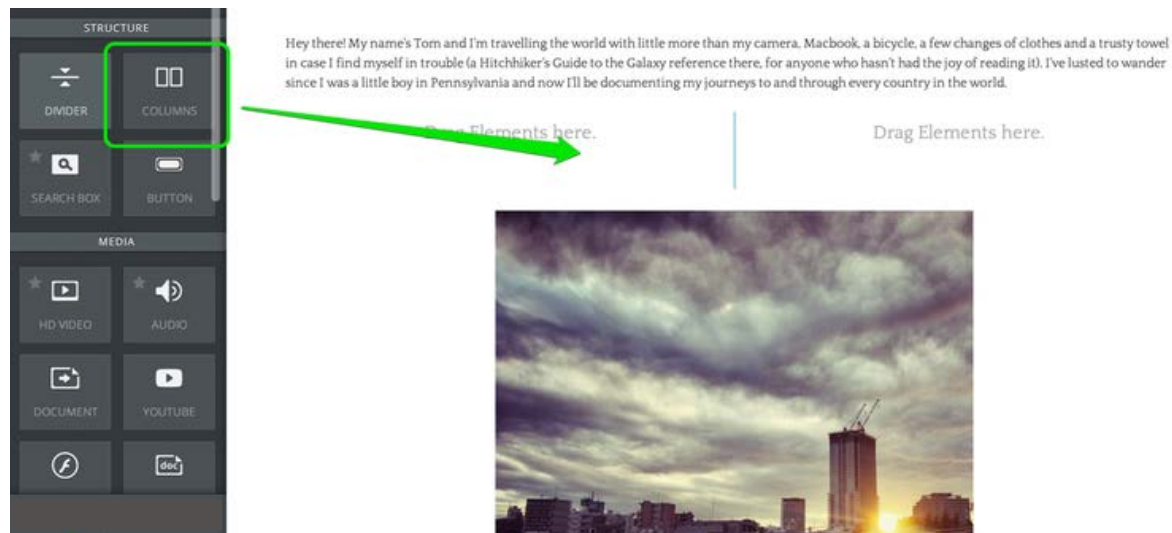 STRUCTURE
DIVIDER
COLUMNS
SEARCH BOX
BUTTON
MEDIA
HD VIDEO
AUDIO
DOCUMENT
YOUTUBE
doc
Hey there! My name's Tom and I'm travelling the world with little more than my camera, Macbook, a bicycle, a few changes of clothes and a trusty towel
in case I find myself in trouble (a Hitchhiker's Guide to the Galaxy reference there, for anyone who hasn't had the joy of reading it). I've lusted to wander
since I was a little boy in Pennsylvania and now I'll be documenting my journeys to and through every country in the world.
Drag Elements here.
Drag Elements here.